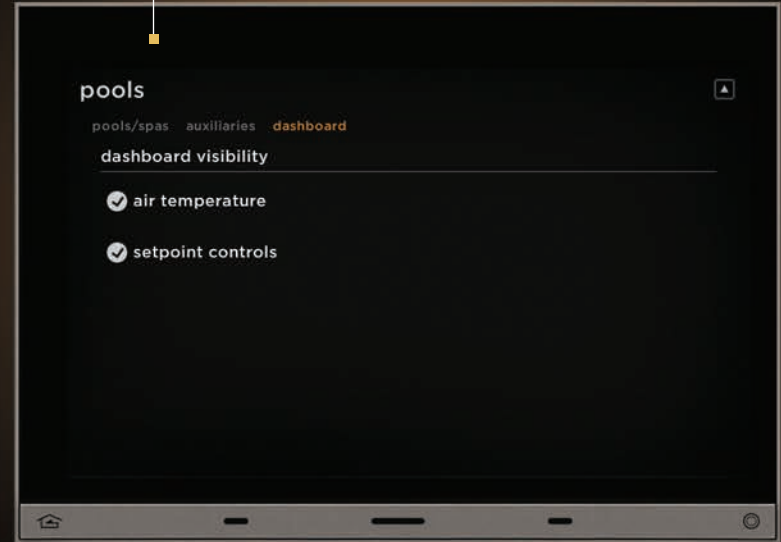 pools
pools/spas auxiliaries dashboard
dashboard visibility
air temperature
setpoint controls